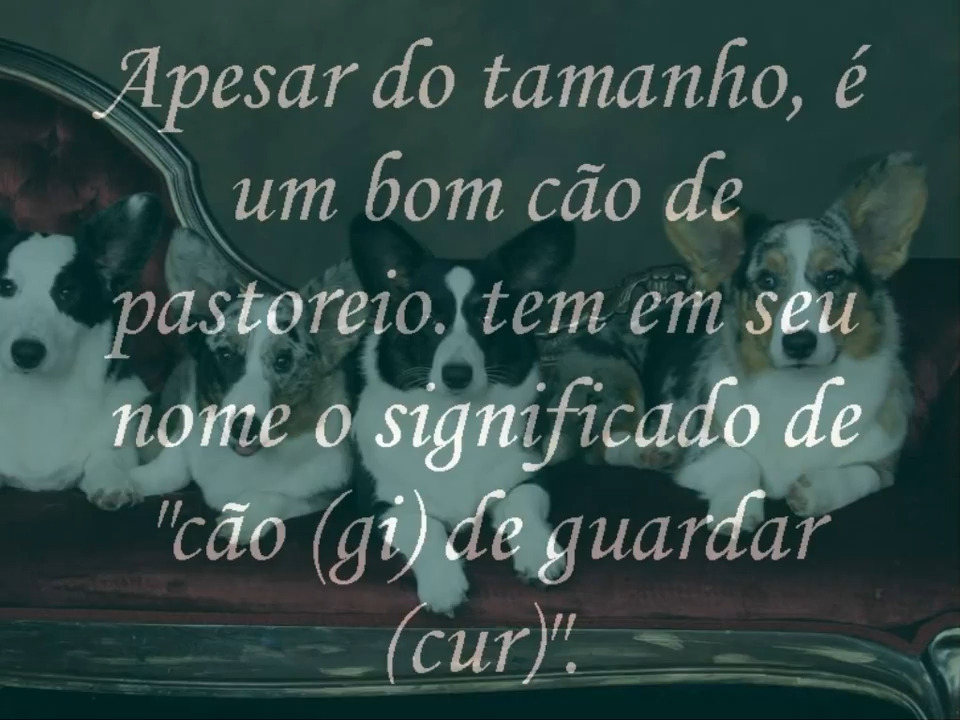 Apesar do tamanho, é
um bom cão de
pastoreio. tem em seu
nome o significado de
"cão (gi) de guardar
(cur)".